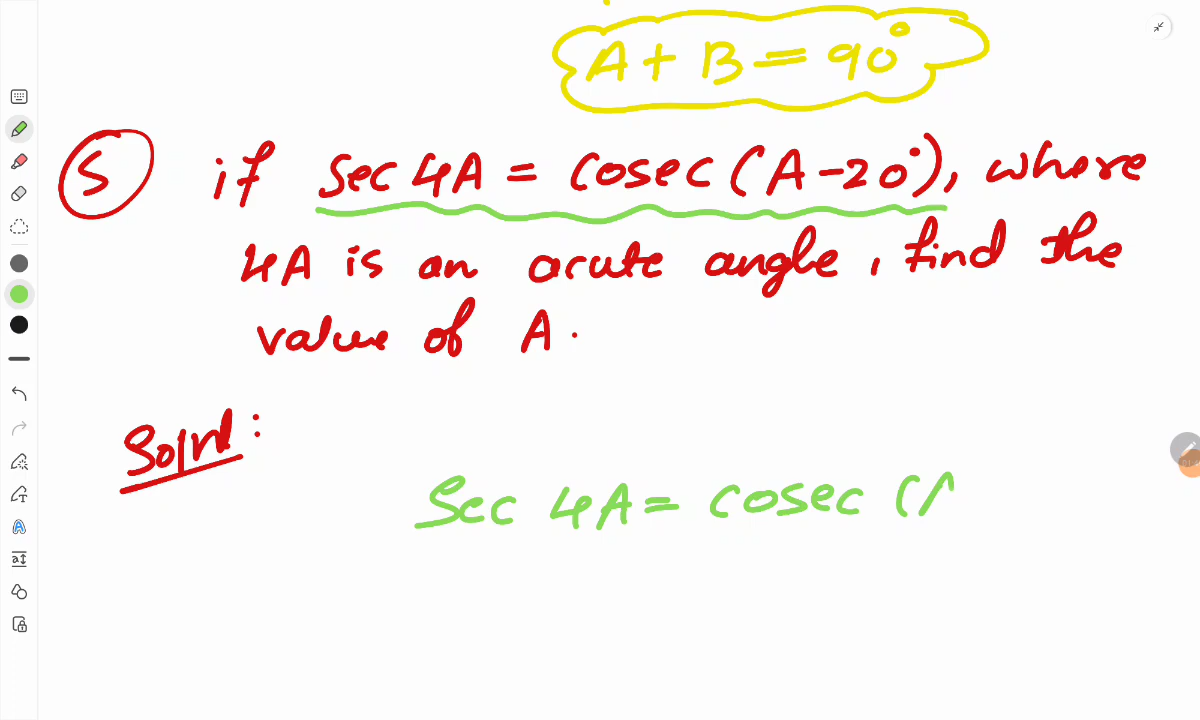 A + B = 90°
5 if sec 4A = cosec (A - 20°), where
4A is an acute angle, find the
value of A.
Soln:
Sec 4A = cosec (